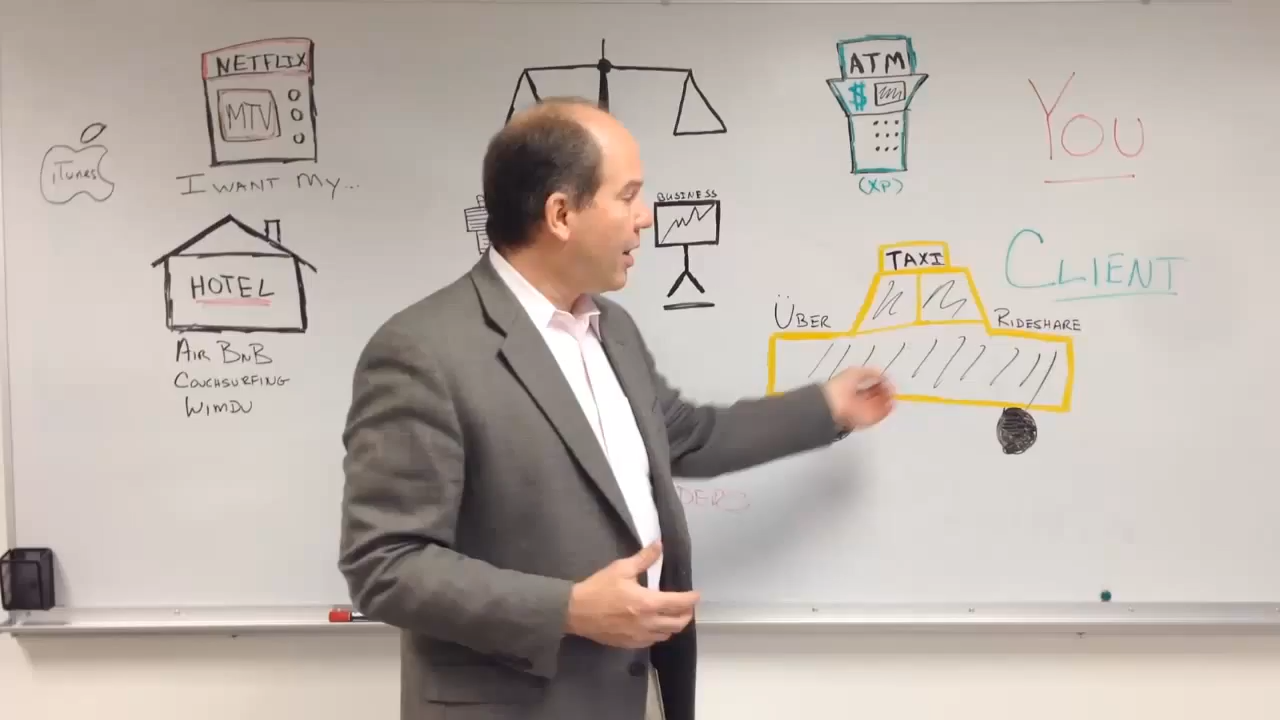 NETFLIX
MTV
I WANT MY...
iTunes
HOTEL
AIR BNB
COUCHSURFING
WIMDU
BUSINESS
ATM
$
(XP)
YOU
CLIENT
TAXI
ÜBER
RIDESHARE